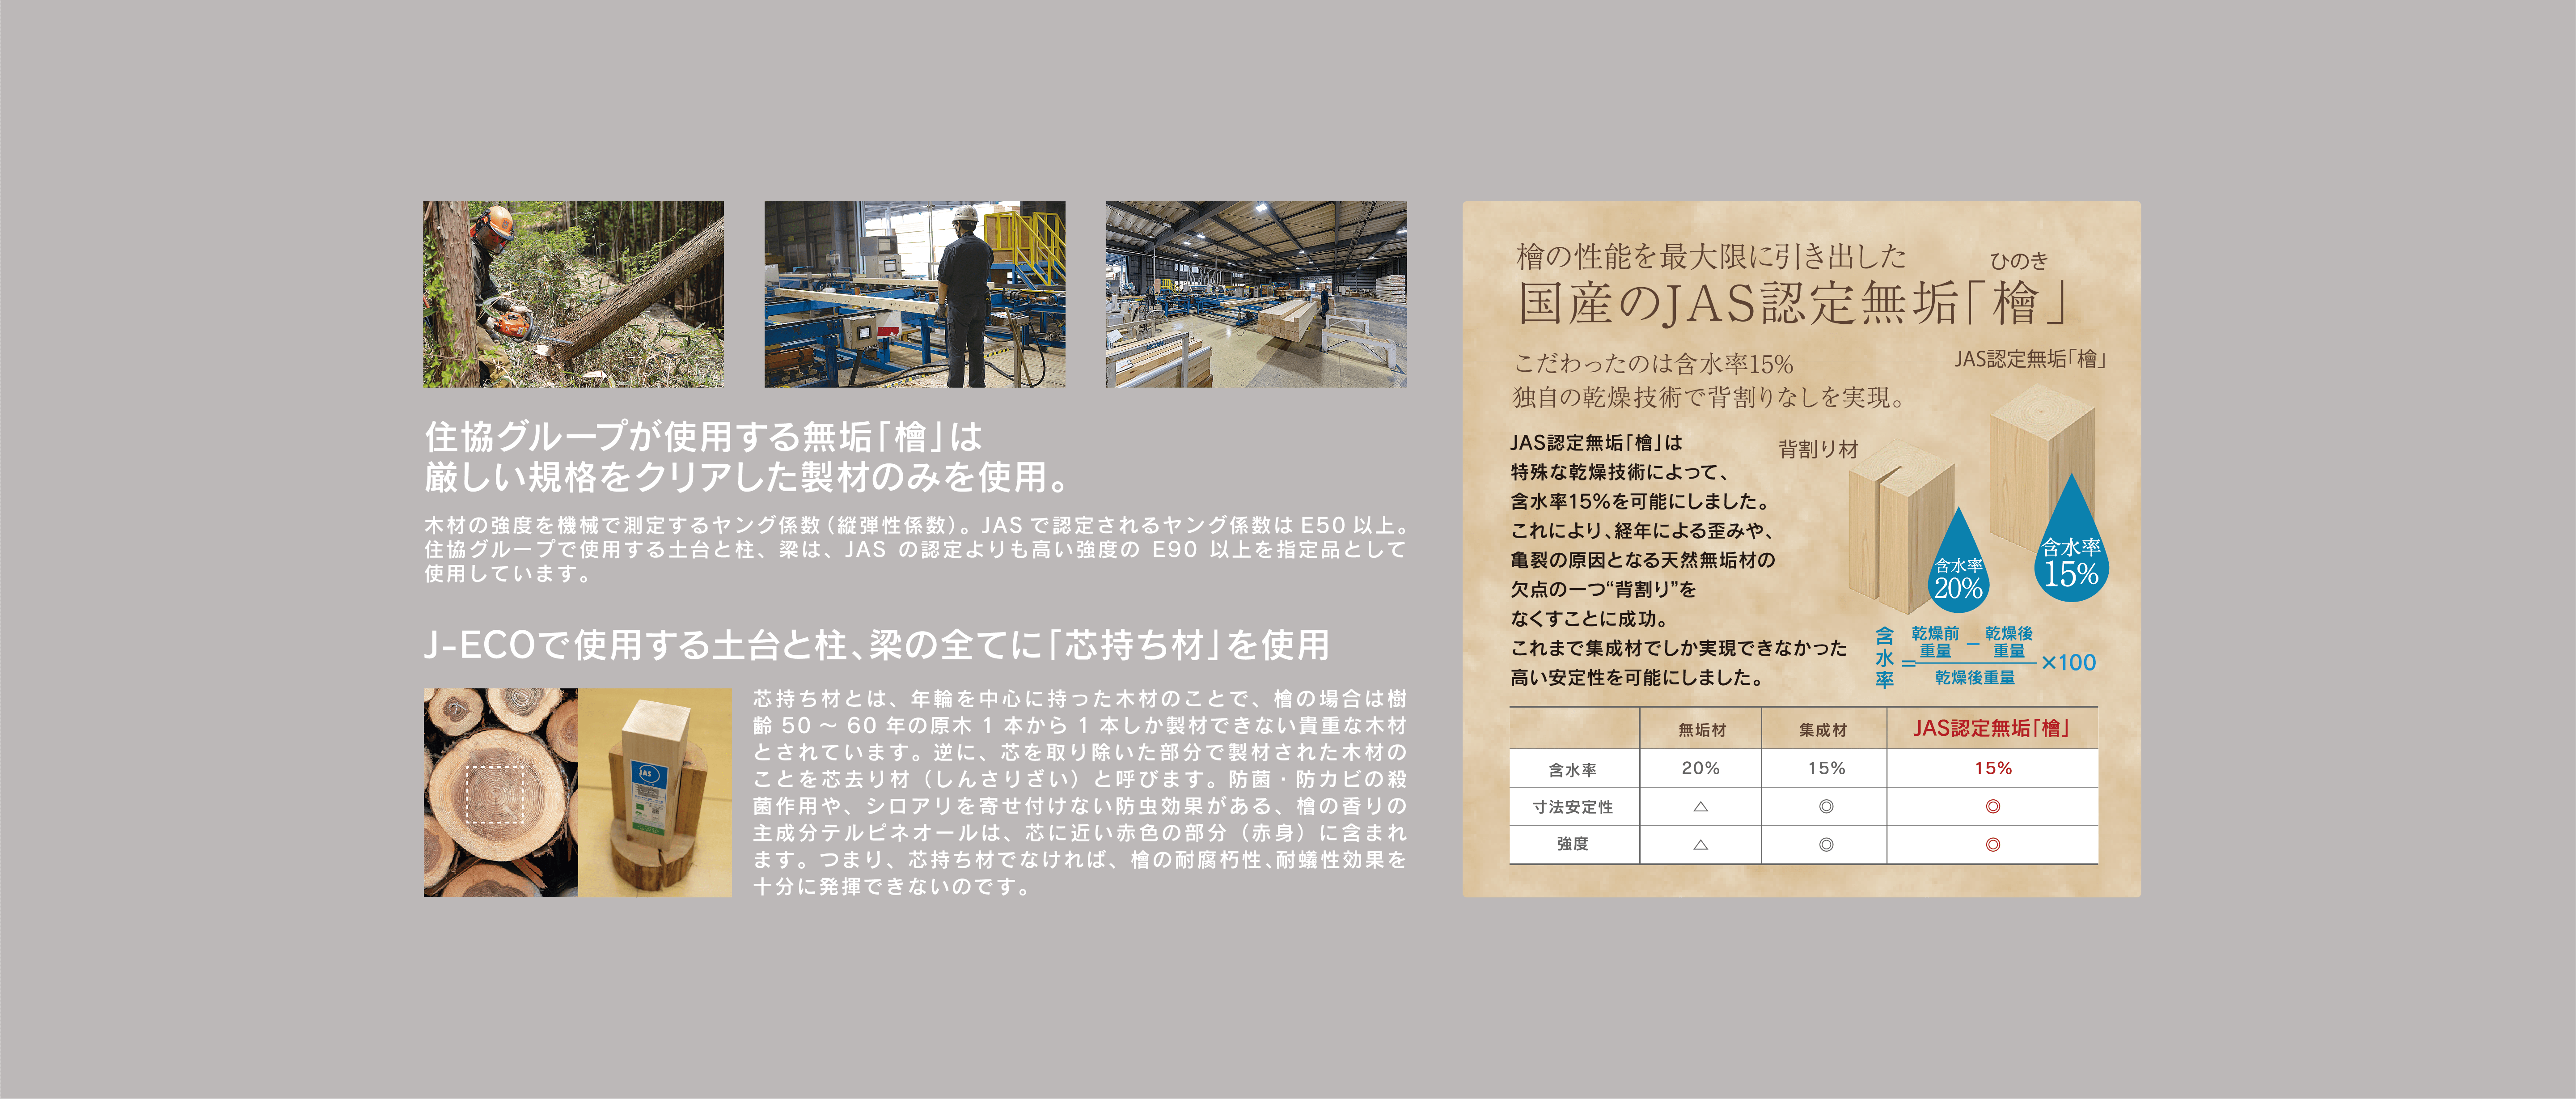 住協グループが使用する無垢「檜」は
厳しい規格をクリアした製材のみを使用。
木材の強度を機械で測定するヤング係数（縦弾性係数）。JAS で認定されるヤング係数は E50 以上。
住協グループで使用する土台と柱、梁は、JAS の認定よりも高い強度の E90 以上を指定品として
使用しています。
J-ECOで使用する土台と柱、梁の全てに「芯持ち材」を使用
JAS
芯持ち材とは、年輪を中心に持った木材のことで、檜の場合は樹
齢 50 ～ 60 年の原木 1 本から 1 本しか製材できない貴重な木材
とされています。逆に、芯を取り除いた部分で製材された木材の
ことを芯去り材（しんさりざい）と呼びます。防菌・防カビの殺
菌作用や、シロアリを寄せ付けない防虫効果がある、檜の香りの
主成分テルピネオールは、芯に近い赤色の部分（赤身）に含まれ
ます。つまり、芯持ち材でなければ、檜の耐腐朽性、耐蟻性効果を
十分に発揮できないのです。
檜の性能を最大限に引き出した
ひのき
国産のJAS認定無垢「檜」
こだわったのは含水率15%
独自の乾燥技術で背割りなしを実現。
JAS認定無垢「檜」
背割り材
JAS認定無垢「檜」は
特殊な乾燥技術によって、
含水率15%を可能にしました。
これにより、経年による歪みや、
亀裂の原因となる天然無垢材の
欠点の一つ“背割り”を
なくすことに成功。
これまで集成材でしか実現できなかった
高い安定性を可能にしました。
含水率
20%
含水率
15%
含水率 = 乾燥前重量 − 乾燥後重量
乾燥後重量
×100
無垢材 集成材 JAS認定無垢「檜」
含水率 20% 15% 15%
寸法安定性 △ ◎ ◎
強度 △ ◎ ◎